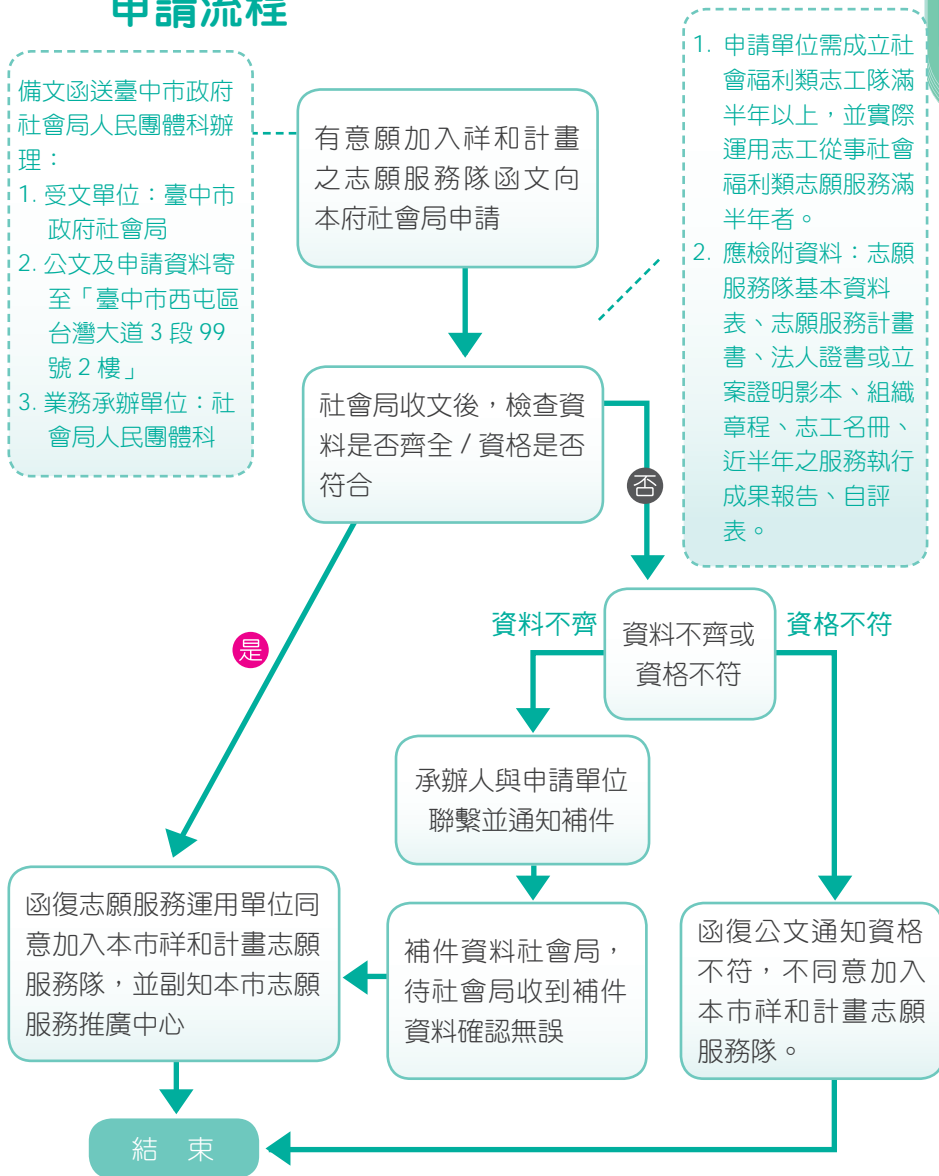 申請流程
備文函送臺中市政府
社會局人民團體科辦
理：
1. 受文單位：臺中市
政府社會局
2. 公文及申請資料寄
至「臺中市西屯區
台灣大道 3 段 99
號 2 樓」
3. 業務承辦單位：社
會局人民團體科
有意願加入祥和計畫
之志願服務隊函文向
本府社會局申請
1. 申請單位需成立社
會福利類志工隊滿
半年以上，並實際
運用志工從事社會
福利類志願服務滿
半年者。
2. 應檢附資料：志願
服務隊基本資料
表、志願服務計畫
書、法人證書或立
案證明影本、組織
章程、志工名冊、
近半年之服務執行
成果報告、自評
表。
社會局收文後，檢查資
料是否齊全 / 資格是否
符合
否
是
資料不齊
資料不齊或
資格不符
資格不符
承辦人與申請單位
聯繫並通知補件
函復志願服務運用單位同
意加入本市祥和計畫志願
服務隊，並副知本市志願
服務推廣中心
補件資料社會局，
待社會局收到補件
資料確認無誤
函復公文通知資格
不符，不同意加入
本市祥和計畫志願
服務隊。
結 束